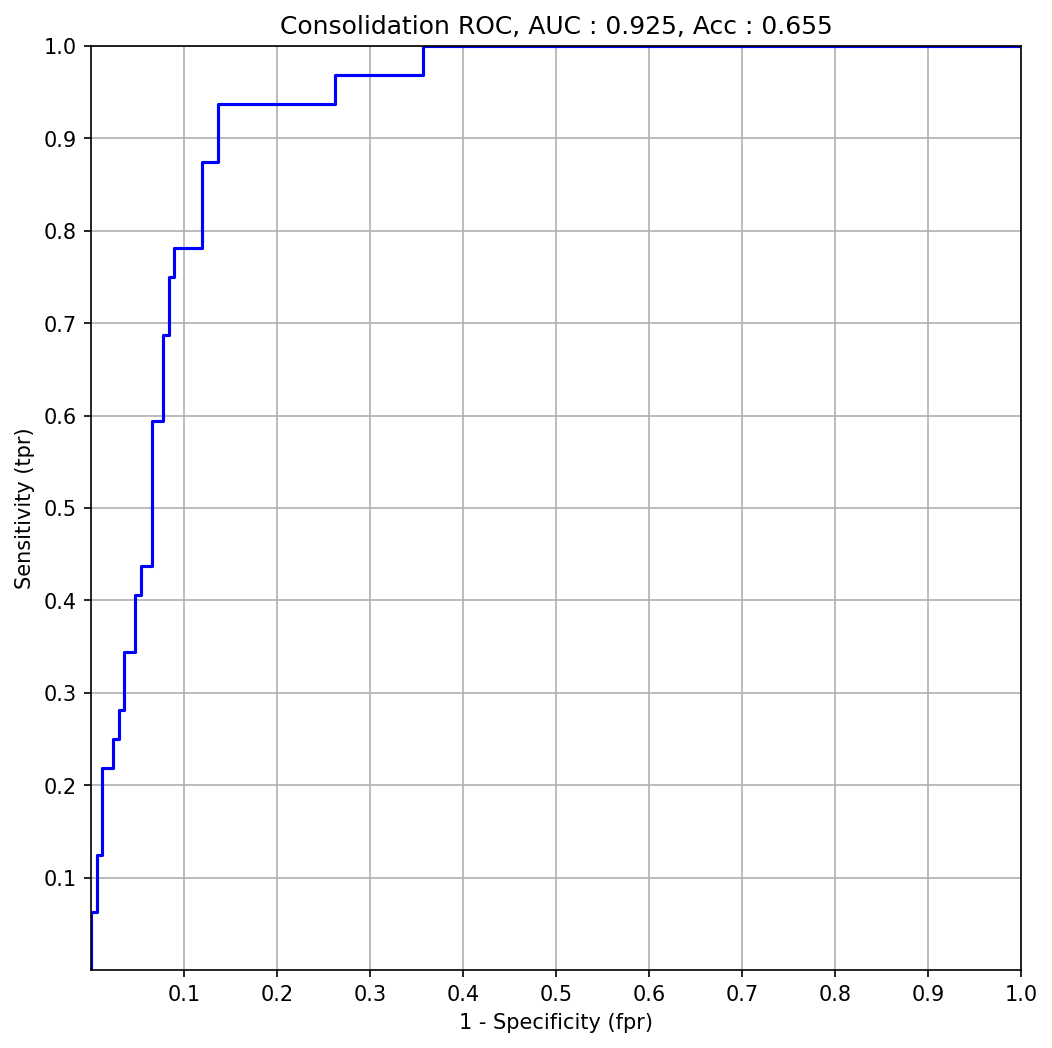 Consolidation ROC, AUC : 0.925, Acc : 0.655
1.0
0.9
0.8
0.7
0.6
0.5
0.4
0.3
0.2
0.1
Sensitivity (tpr)
0.1 0.2 0.3 0.4 0.5 0.6 0.7 0.8 0.9 1.0
1 - Specificity (fpr)